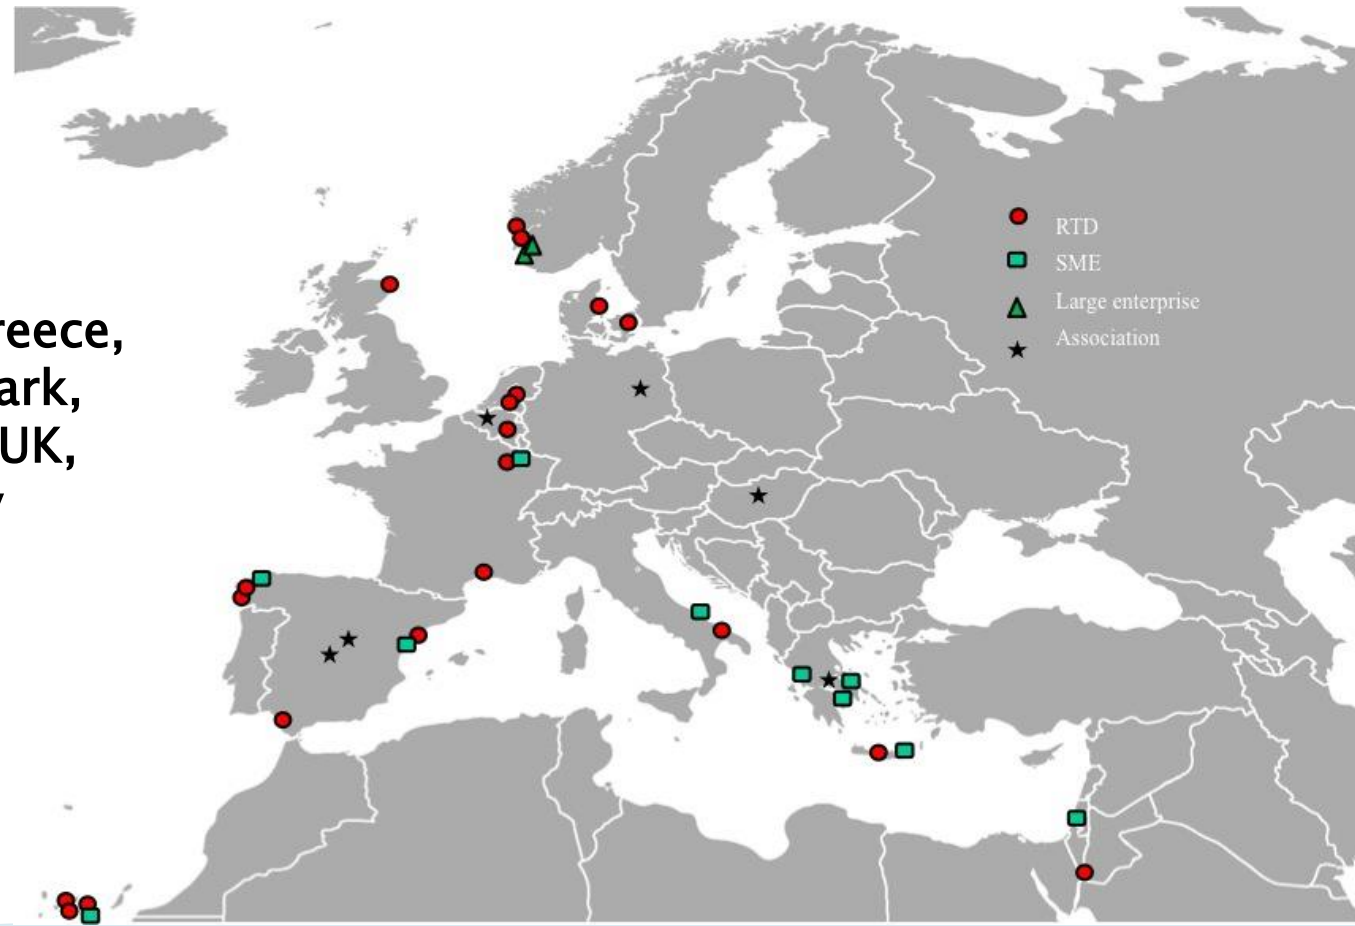 reece,
ark,
UK,
RTD
SME
Large enterprise
Association